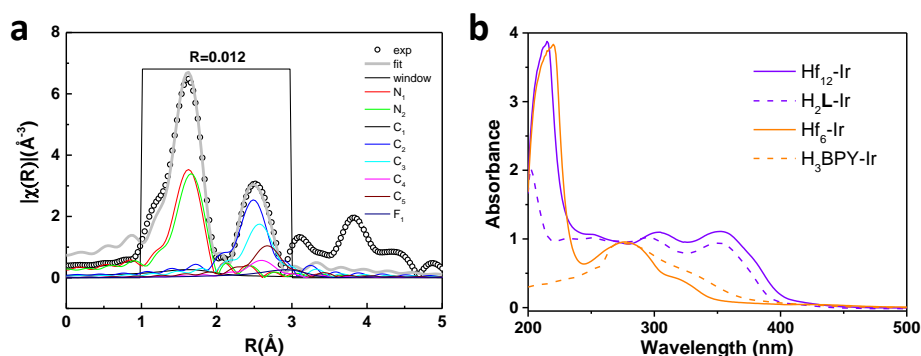 a
R=0.012
exp
fit
window
N₁
N₂
C₁
C₂
C₃
C₄
C₅
F₁
|χ(R)|(Å⁻³)
8
6
4
2
0
0 1 2 3 4 5
R(Å)
b
Hf₁₂-Ir
H₂L-Ir
Hf₆-Ir
H₃BPY-Ir
Absorbance
4
3
2
1
0
200 300 400 500
Wavelength (nm)